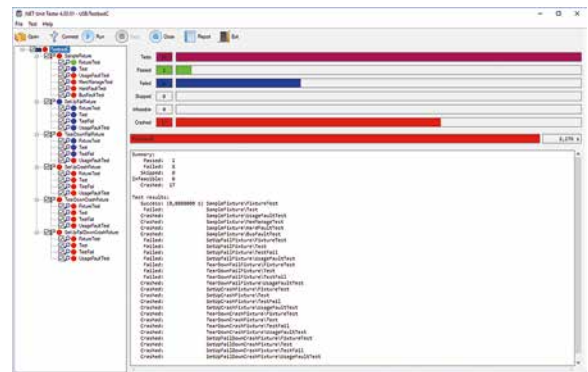 .NET Unit Tester 4.02.01 - USB:TestbedC
File Test Help
Open Connect Run Stop Close Report Exit
TestbedC
SampleFixture
FixtureTest
Test
UsageFaultTest
MemManageTest
HardFaultTest
BusFaultTest
SetUpFailFixture
FixtureTest
Test
TestFail
UsageFaultTest
TearDownFailFixture
FixtureTest
Test
TestFail
UsageFaultTest
SetUpCrashFixture
FixtureTest
Test
TestFail
UsageFaultTest
TearDownCrashFixture
FixtureTest
Test
TestFail
UsageFaultTest
SetUpFailDownCrashFixture
FixtureTest
Test
TestFail
UsageFaultTest
Tests
Passed
Failed
Skipped 0
Infeasible 0
Crashed
Summary:
Passed: 1
Failed:
Skipped: 0
Infeasible: 0
Crashed: 17
Test results:
Success: (0,0000000 s) SampleFixture\FixtureTest
Failed: SampleFixture\Test
Crashed: SampleFixture\UsageFaultTest
Crashed: SampleFixture\MemManageTest
Crashed: SampleFixture\HardFaultTest
Crashed: SampleFixture\BusFaultTest
Failed: SetUpFailFixture\FixtureTest
Failed: SetUpFailFixture\Test
Failed: SetUpFailFixture\TestFail
Failed: SetUpFailFixture\UsageFaultTest
Failed: TearDownFailFixture\FixtureTest
Failed: TearDownFailFixture\Test
Failed: TearDownFailFixture\TestFail
Crashed: TearDownFailFixture\UsageFaultTest
Crashed: SetUpCrashFixture\FixtureTest
Crashed: SetUpCrashFixture\Test
Crashed: SetUpCrashFixture\TestFail
Crashed: SetUpCrashFixture\UsageFaultTest
Crashed: TearDownCrashFixture\FixtureTest
Crashed: TearDownCrashFixture\Test
Crashed: TearDownCrashFixture\TestFail
Crashed: TearDownCrashFixture\UsageFaultTest
Crashed: SetUpFailDownCrashFixture\FixtureTest
Crashed: SetUpFailDownCrashFixture\Test
Crashed: SetUpFailDownCrashFixture\TestFail
Crashed: SetUpFailDownCrashFixture\UsageFaultTest